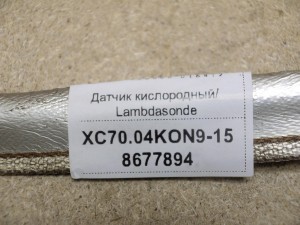 Датчик кислородный/
Lambdasonde
XC70.04KON9-15
8677894